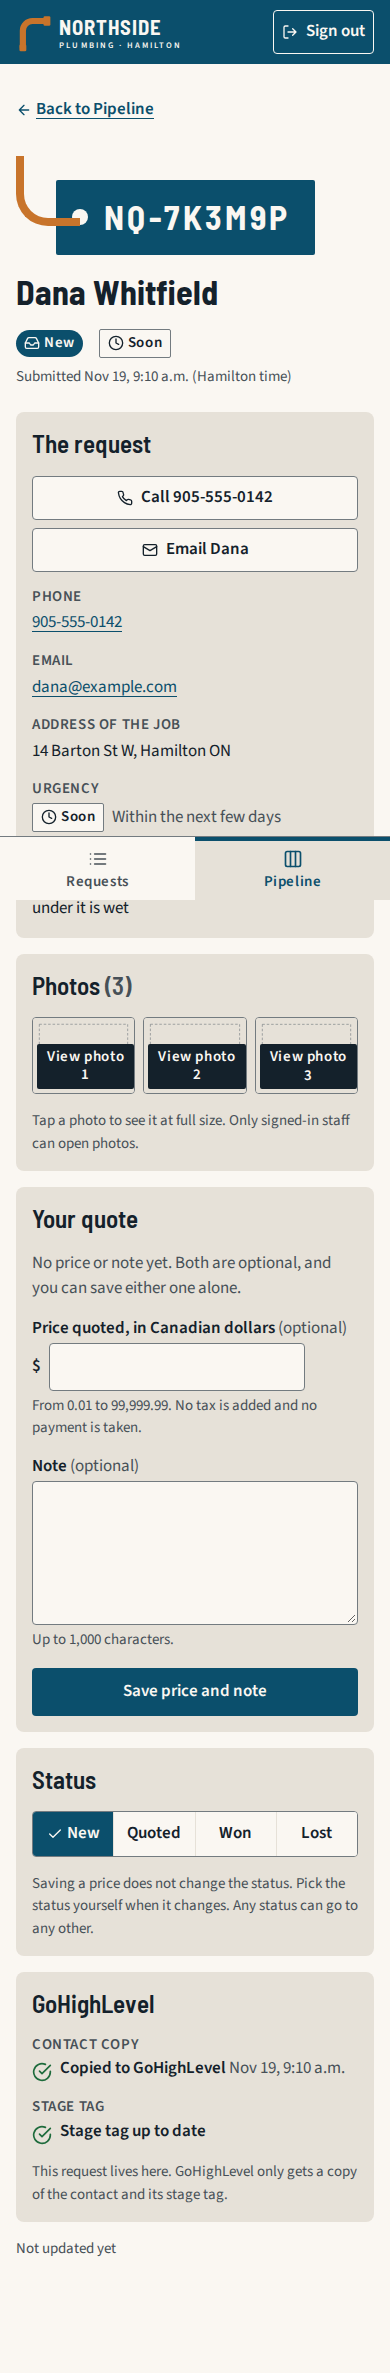 NORTHSIDE
PLUMBING · HAMILTON
Sign out
Back to Pipeline
NQ-7K3M9P
Dana Whitfield
New
Soon
Submitted Nov 19, 9:10 a.m. (Hamilton time)
The request
Call 905-555-0142
Email Dana
PHONE
905-555-0142
EMAIL
dana@example.com
ADDRESS OF THE JOB
14 Barton St W, Hamilton ON
URGENCY
Soon Within the next few days
Requests
Pipeline
under it is wet
Photos (3)
View photo 1
View photo 2
View photo 3
Tap a photo to see it at full size. Only signed-in staff
can open photos.
Your quote
No price or note yet. Both are optional, and
you can save either one alone.
Price quoted, in Canadian dollars (optional)
$
From 0.01 to 99,999.99. No tax is added and no
payment is taken.
Note (optional)
Up to 1,000 characters.
Save price and note
Status
New
Quoted
Won
Lost
Saving a price does not change the status. Pick the
status yourself when it changes. Any status can go to
any other.
GoHighLevel
CONTACT COPY
Copied to GoHighLevel Nov 19, 9:10 a.m.
STAGE TAG
Stage tag up to date
This request lives here. GoHighLevel only gets a copy
of the contact and its stage tag.
Not updated yet